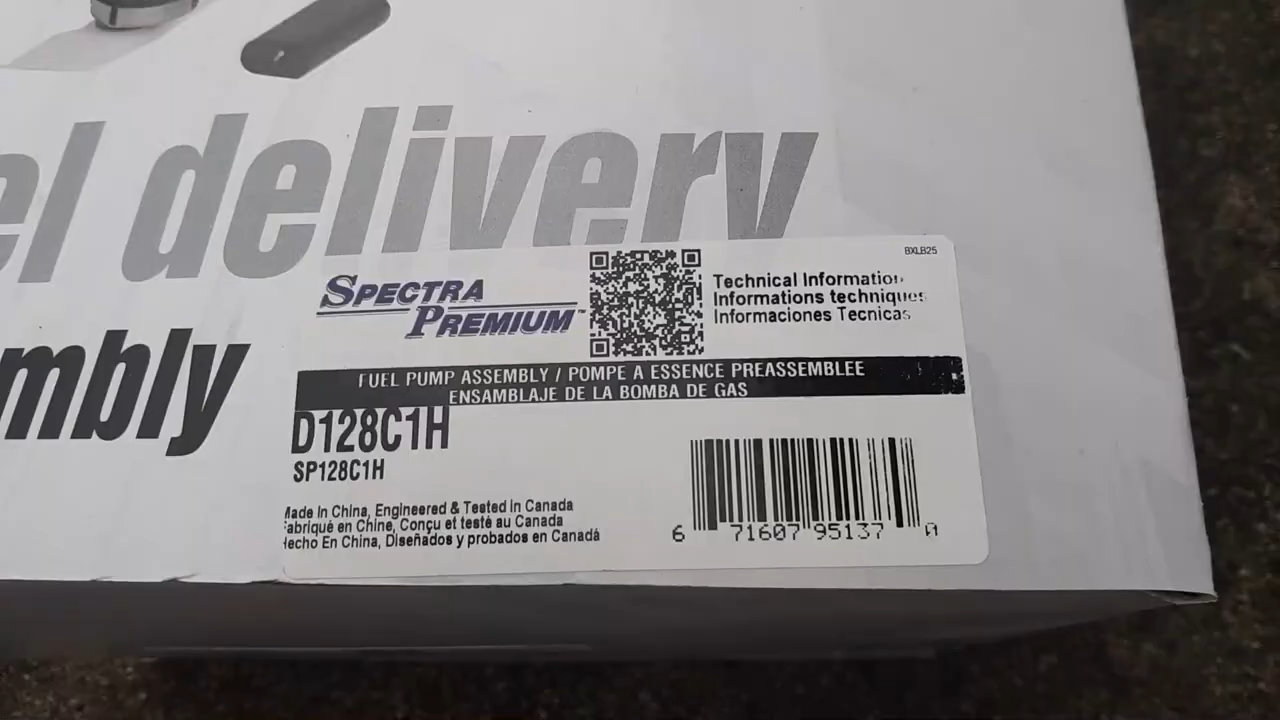 el delivery
mbly
BXLB25
SPECTRA
PREMIUM™
Technical Information
Informations techniques
Informaciones Tecnicas
FUEL PUMP ASSEMBLY / POMPE A ESSENCE PREASSEMBLEE
ENSAMBLAJE DE LA BOMBA DE GAS
D128C1H
SP128C1H
Made In China, Engineered & Tested In Canada
Fabriqué en Chine, Conçu et testé au Canada
Hecho En China, Diseñados y probados en Canadá
6 71607 95137 0